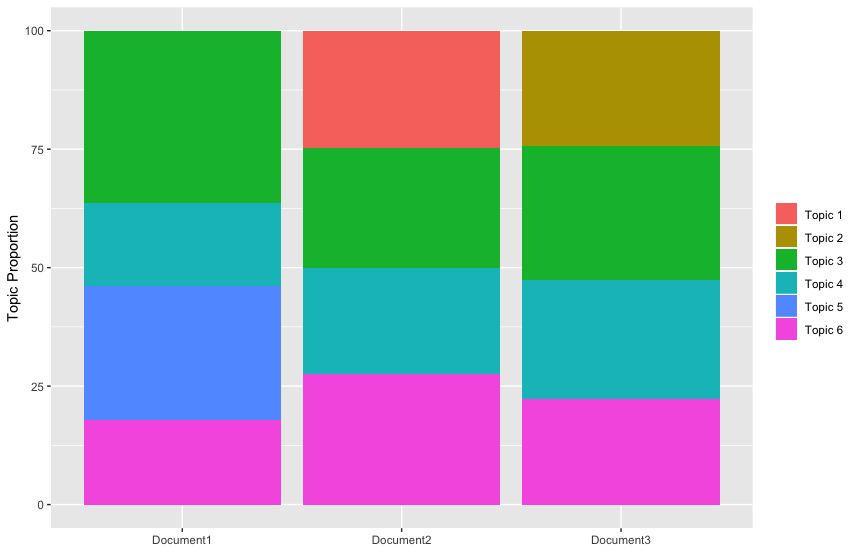 Topic Proportion
100
75
50
25
0
Document1
Document2
Document3
Topic 1
Topic 2
Topic 3
Topic 4
Topic 5
Topic 6